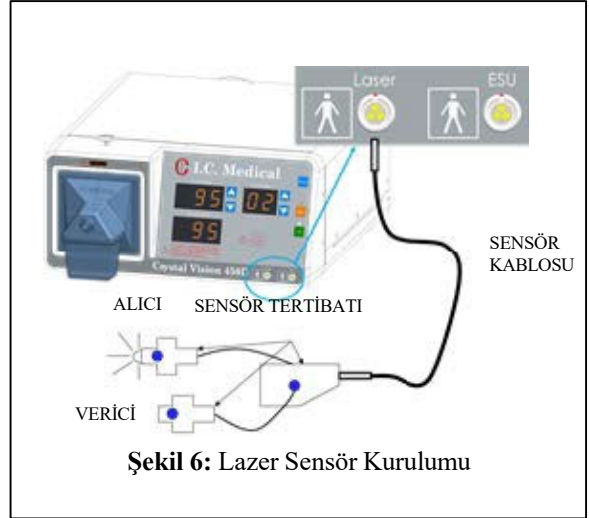 Laser ESU
I.C. Medical
95 02
95
Crystal Vision 450D
SENSÖR
KABLOSU
ALICI SENSÖR TERTİBATI
VERİCİ
Şekil 6: Lazer Sensör Kurulumu